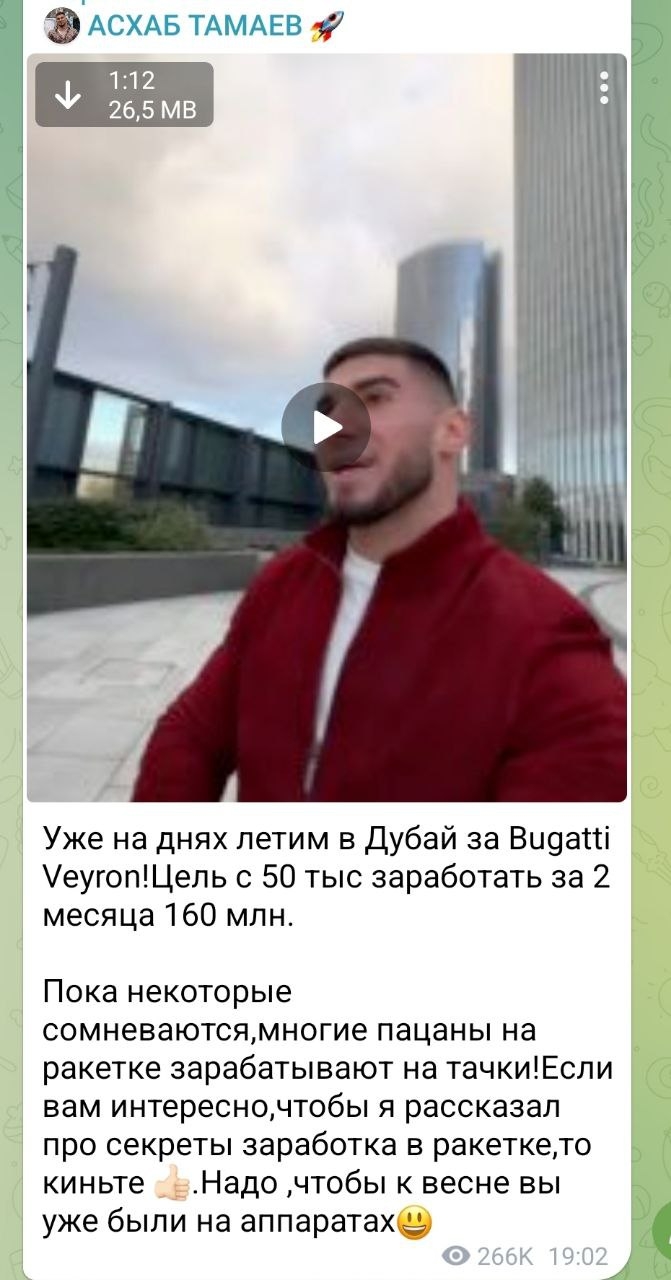 АСХАБ ТАМАЕВ 🚀
1:12
26,5 MB
Уже на днях летим в Дубай за Bugatti
Veyron!Цель с 50 тыс заработать за 2
месяца 160 млн.
Пока некоторые
сомневаются,многие пацаны на
ракетке зарабатывают на тачки!Если
вам интересно,чтобы я рассказал
про секреты заработка в ракетке,то
киньте 👍🏻.Надо ,чтобы к весне вы
уже были на аппаратах😃
266K 19:02